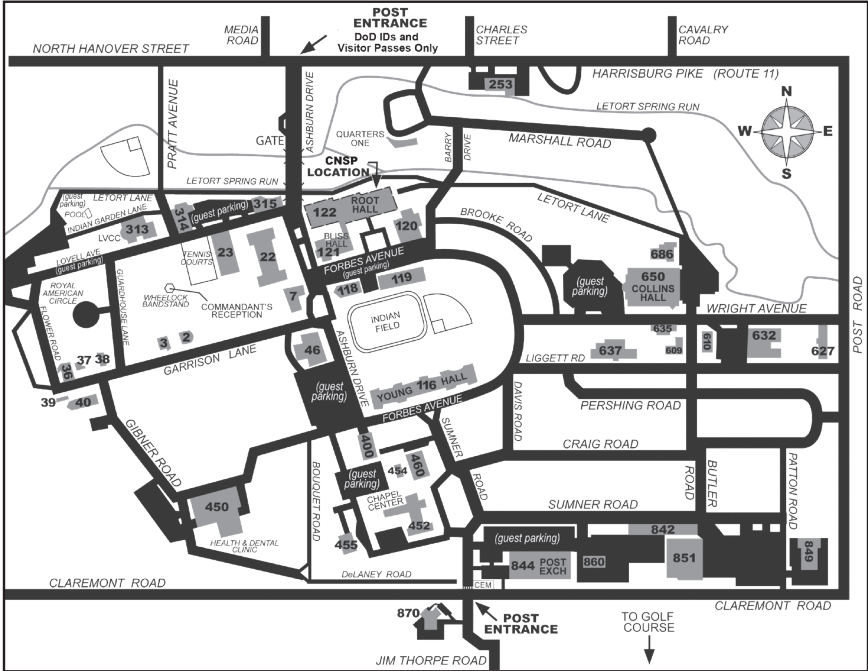 POST
ENTRANCE
DoD IDs and
Visitor Passes Only
MEDIA
ROAD
CHARLES
STREET
CAVALRY
ROAD
NORTH HANOVER STREET
HARRISBURG PIKE (ROUTE 11)
253
LETORT SPRING RUN
N
W
E
S
PRATT AVENUE
ASHBURN DRIVE
GATE
QUARTERS
ONE
BARRY
DRIVE
MARSHALL ROAD
CNSP
LOCATION
LETORT SPRING RUN
(guest
parking)
LETORT LANE
POOL
INDIAN GARDEN LANE
LVCC
313
314
(guest parking)
315
122
ROOT
HALL
BLISS
HALL
121
120
LETORT LANE
BROOKE ROAD
LOVELL AVE
(guest parking)
TENNIS
COURTS
23
22
FORBES AVENUE
(guest parking)
118
119
686
650
COLLINS
HALL
(guest
parking)
ROYAL
AMERICAN
CIRCLE
GUARDHOUSE LANE
WHEELOCK
BANDSTAND
COMMANDANT'S
RECEPTION
7
INDIAN
FIELD
WRIGHT AVENUE
POST ROAD
FLOWER ROAD
3
2
46
ASHBURN DRIVE
635
637
609
610
632
627
LIGGETT RD
36
37
38
GARRISON LANE
39
40
(guest
parking)
YOUNG 116 HALL
FORBES AVENUE
DAVIS ROAD
PERSHING ROAD
GIBNER ROAD
400
SUMNER
ROAD
CRAIG ROAD
BUTLER
ROAD
PATTON ROAD
BOUQUET ROAD
(guest
parking)
454
460
CHAPEL
CENTER
450
HEALTH & DENTAL
CLINIC
452
455
SUMNER ROAD
(guest parking)
842
844 POST
EXCH
860
851
849
DeLANEY ROAD
CEM
CLAREMONT ROAD
CLAREMONT ROAD
870
POST
ENTRANCE
TO GOLF
COURSE
JIM THORPE ROAD